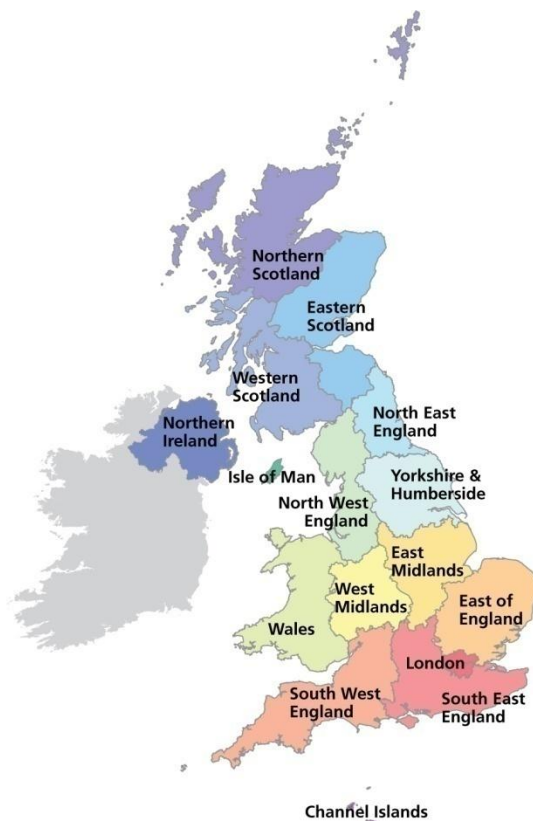 Northern
Scotland
Eastern
Scotland
Western
Scotland
Northern
Ireland
North East
England
Isle of Man
Yorkshire &
Humberside
North West
England
East
Midlands
West
Midlands
East of
England
Wales
London
South West
England
South East
England
Channel Islands